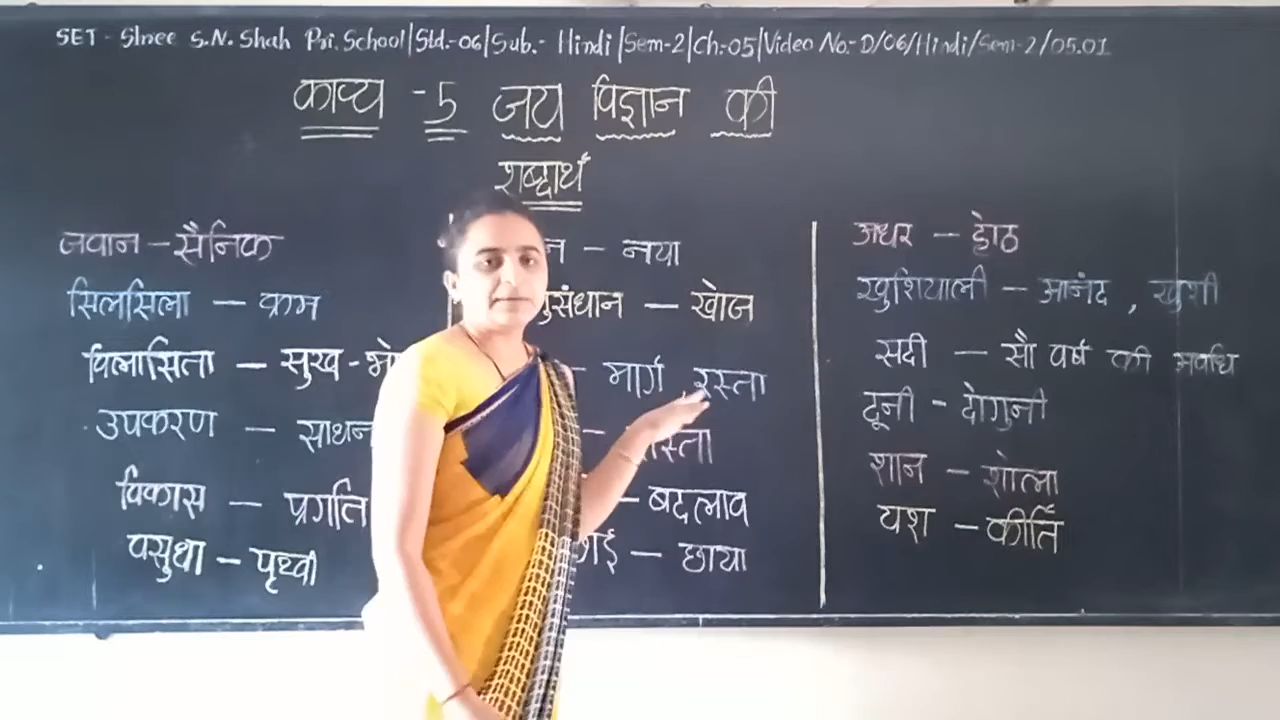 SET - Shree S.N. Shah Pri. School|Std.-06|Sub.- Hindi|Sem-2|Ch.-05|Video No.-D/06/Hindi/Sem-2/05.01
काव्य - 5 जय विज्ञान की
शब्दार्थ
जवान - सैनिक
सिलसिला - क्रम
विलासिता - सुख-भो
उपकरण - साधन
विकास - प्रगति
वसुधा - पृथ्वी
न - नया
ुसंधान - खोज
- मार्ग, रस्ता
- स्ता
- बदलाव
गई - छाया
अधर - होठ
खुशियाली - आनंद, खुशी
सदी - सौ वर्ष की अवधि
दूनी - दोगुनी
शान - शोला
यश - कीर्ति